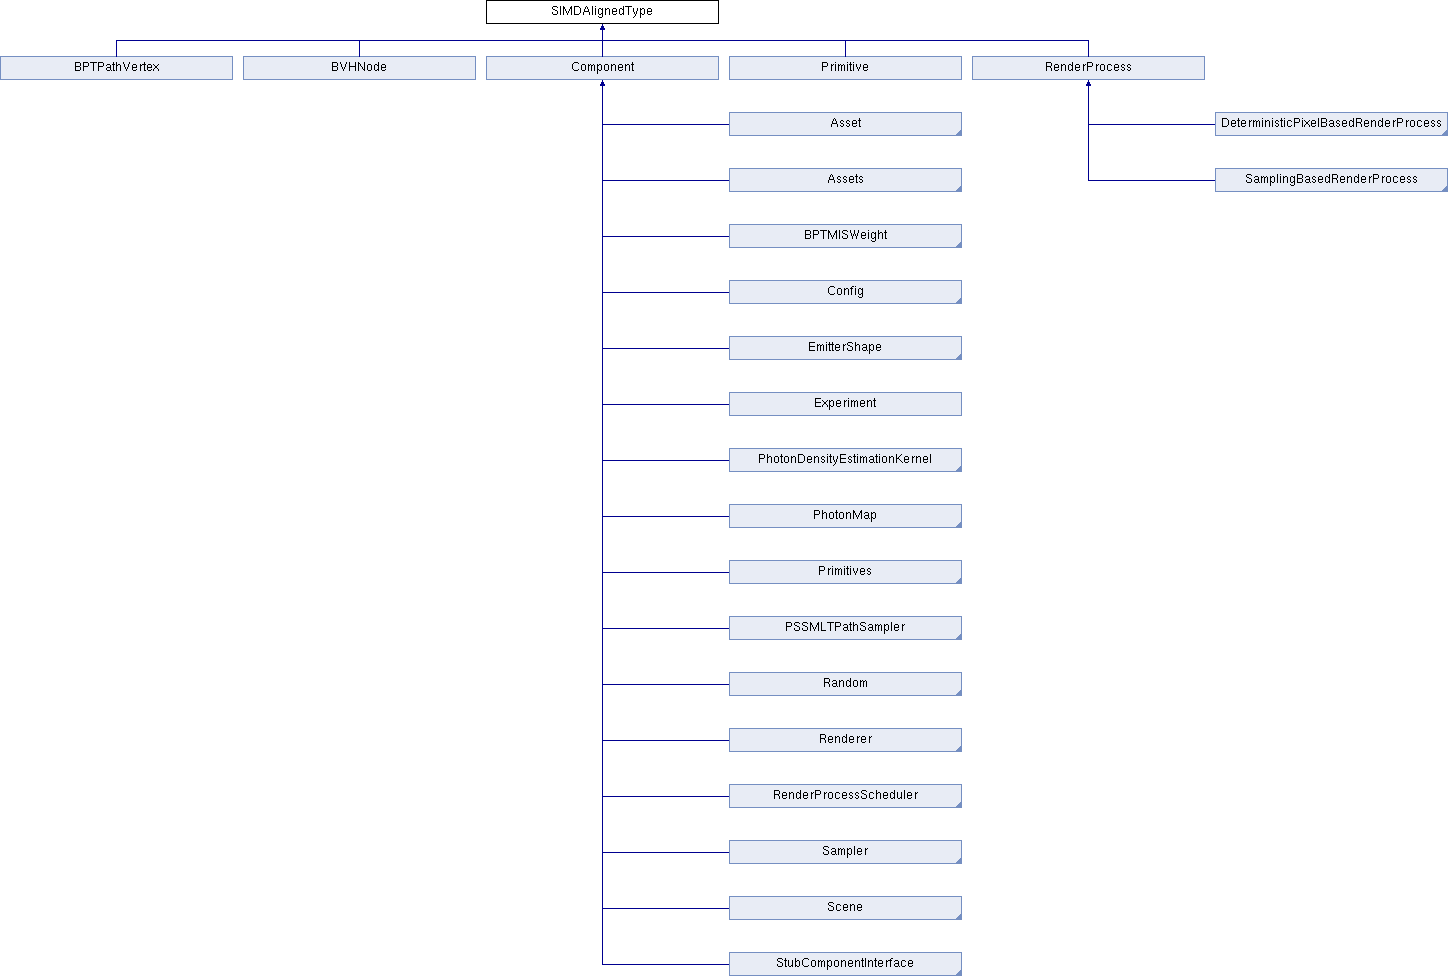 SIMDAlignedType
BPTPathVertex
BVHNode
Component
Primitive
RenderProcess
Asset
DeterministicPixelBasedRenderProcess
Assets
SamplingBasedRenderProcess
BPTMISWeight
Config
EmitterShape
Experiment
PhotonDensityEstimationKernel
PhotonMap
Primitives
PSSMLTPathSampler
Random
Renderer
RenderProcessScheduler
Sampler
Scene
StubComponentInterface